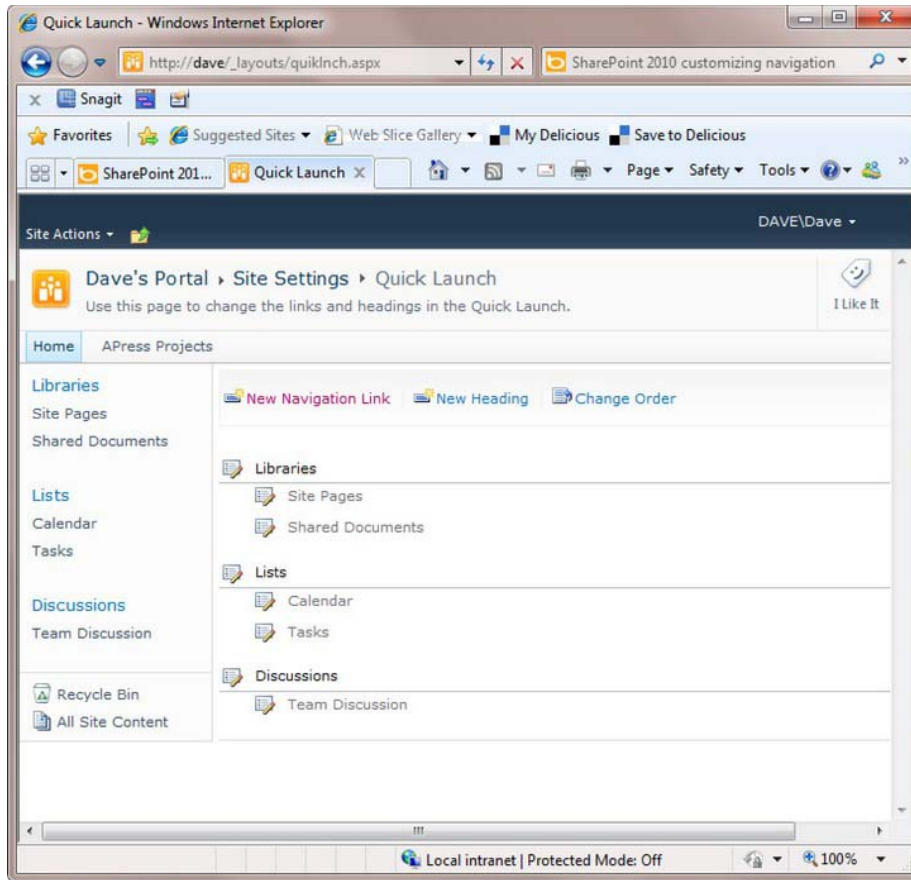 Quick Launch - Windows Internet Explorer
http://dave/_layouts/quiklnch.aspx SharePoint 2010 customizing navigation
x Snagit
Favorites Suggested Sites Web Slice Gallery My Delicious Save to Delicious
SharePoint 201... Quick Launch x Page Safety Tools »
Site Actions DAVE\Dave
Dave's Portal Site Settings Quick Launch
Use this page to change the links and headings in the Quick Launch.
I Like It
Home APress Projects
Libraries
Site Pages
Shared Documents
Lists
Calendar
Tasks
Discussions
Team Discussion
Recycle Bin
All Site Content
New Navigation Link New Heading Change Order
Libraries
Site Pages
Shared Documents
Lists
Calendar
Tasks
Discussions
Team Discussion
Local intranet | Protected Mode: Off 100%